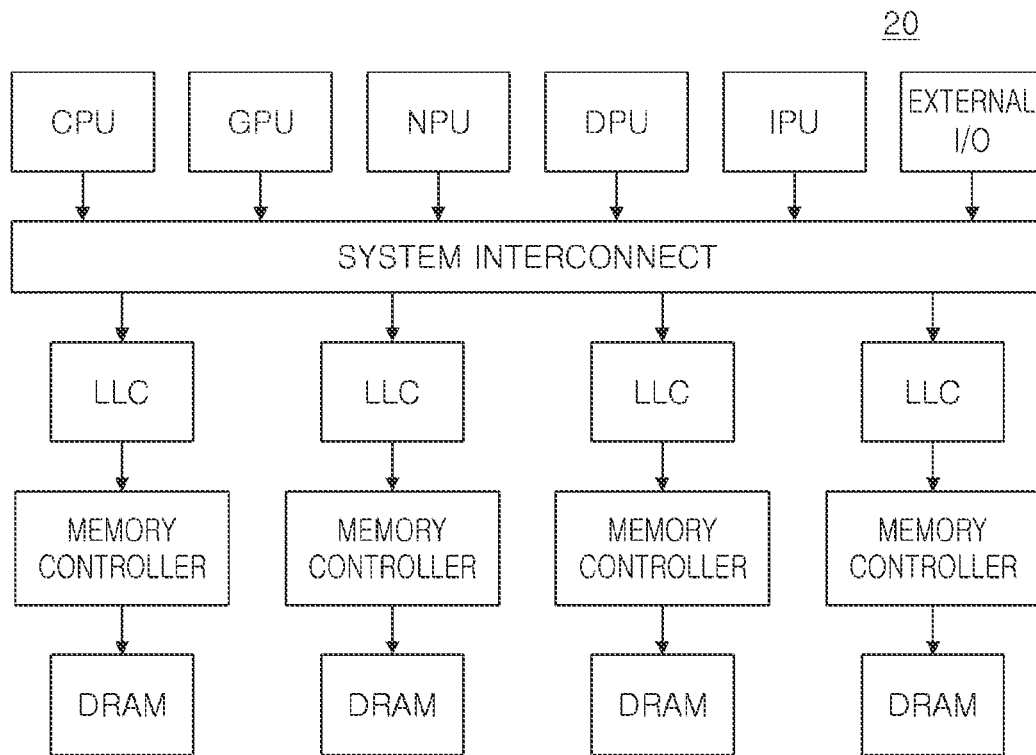 20
CPU
GPU
NPU
DPU
IPU
EXTERNAL
I/O
SYSTEM INTERCONNECT
LLC
LLC
LLC
LLC
MEMORY
CONTROLLER
MEMORY
CONTROLLER
MEMORY
CONTROLLER
MEMORY
CONTROLLER
DRAM
DRAM
DRAM
DRAM